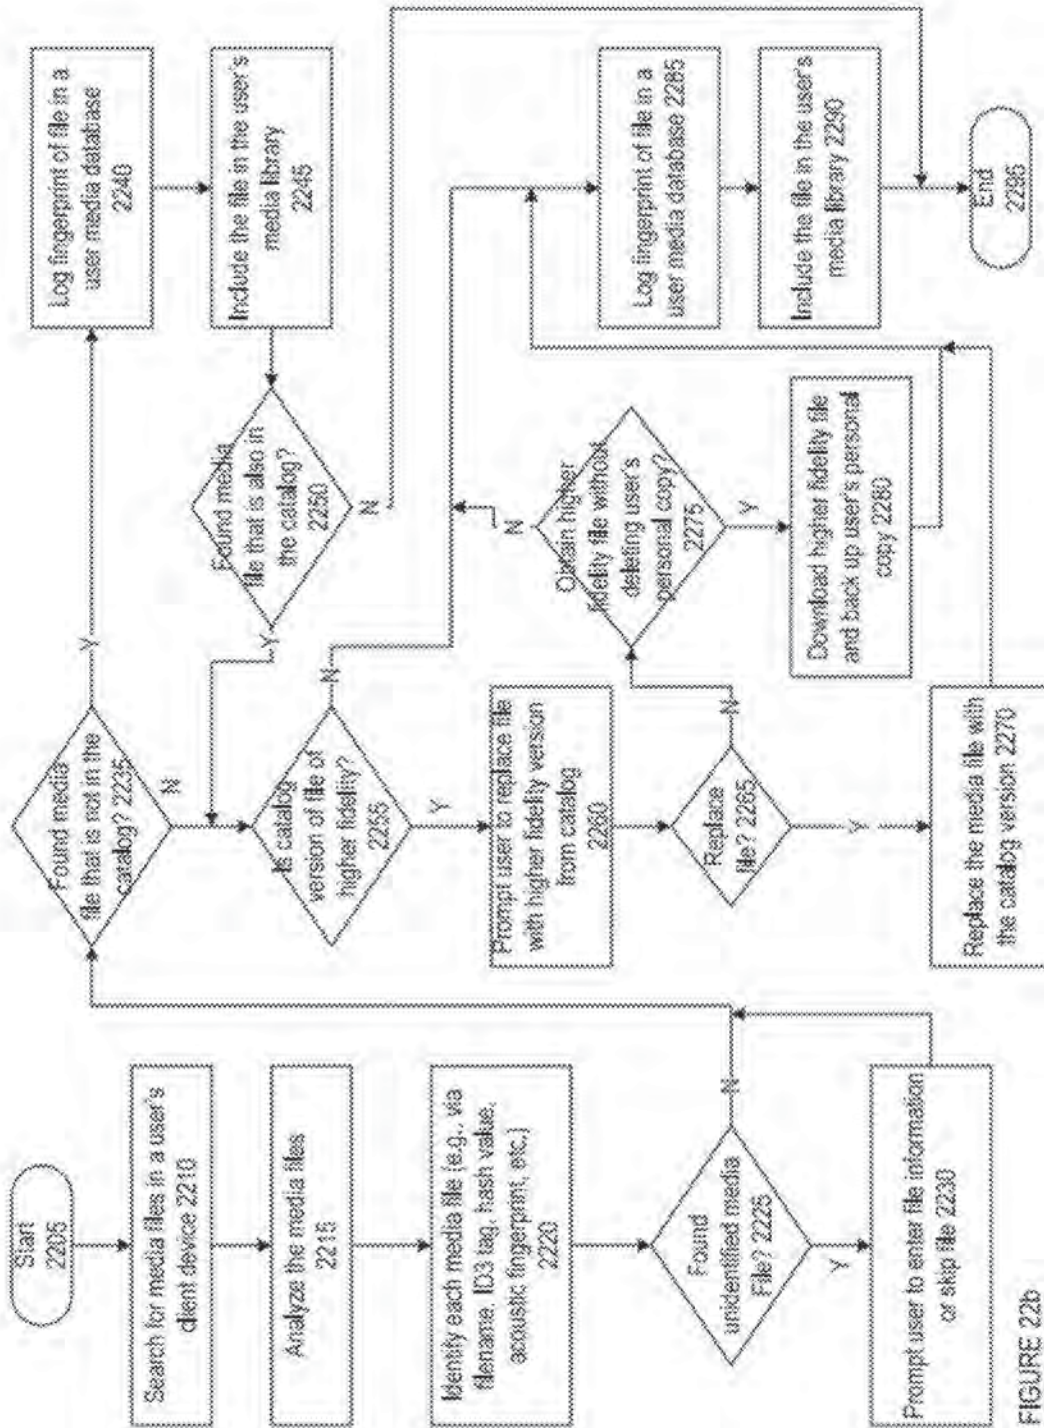 Start
2205
Search for media files in a user's
client device 2210
Analyze the media files
2215
Identify each media file (e.g., via
filename, ID3 tag, hash value,
acoustic fingerprint, etc.)
2220
Found
unidentified media
File? 2225
N
Y
Prompt user to enter file information
or skip file 2230
Found media
file that is not in the
catalog? 2235
Y
N
Log fingerprint of file in a
user media database
2240
Include the file in the user's
media library
2245
Found media
file that is also in
the catalog?
2250
Y
N
Is catalog
version of file of
higher fidelity?
2255
N
Y
Prompt user to replace file
with higher fidelity version
from catalog
2260
Replace
file? 2265
N
Y
Replace the media file with
the catalog version 2270
Obtain higher
fidelity file without
deleting user's
personal copy?
2275
N
Y
Download higher fidelity file
and back up user's personal
copy 2280
Log fingerprint of file in a
user media database 2285
Include the file in the user's
media library 2290
End
2295
FIGURE 22b